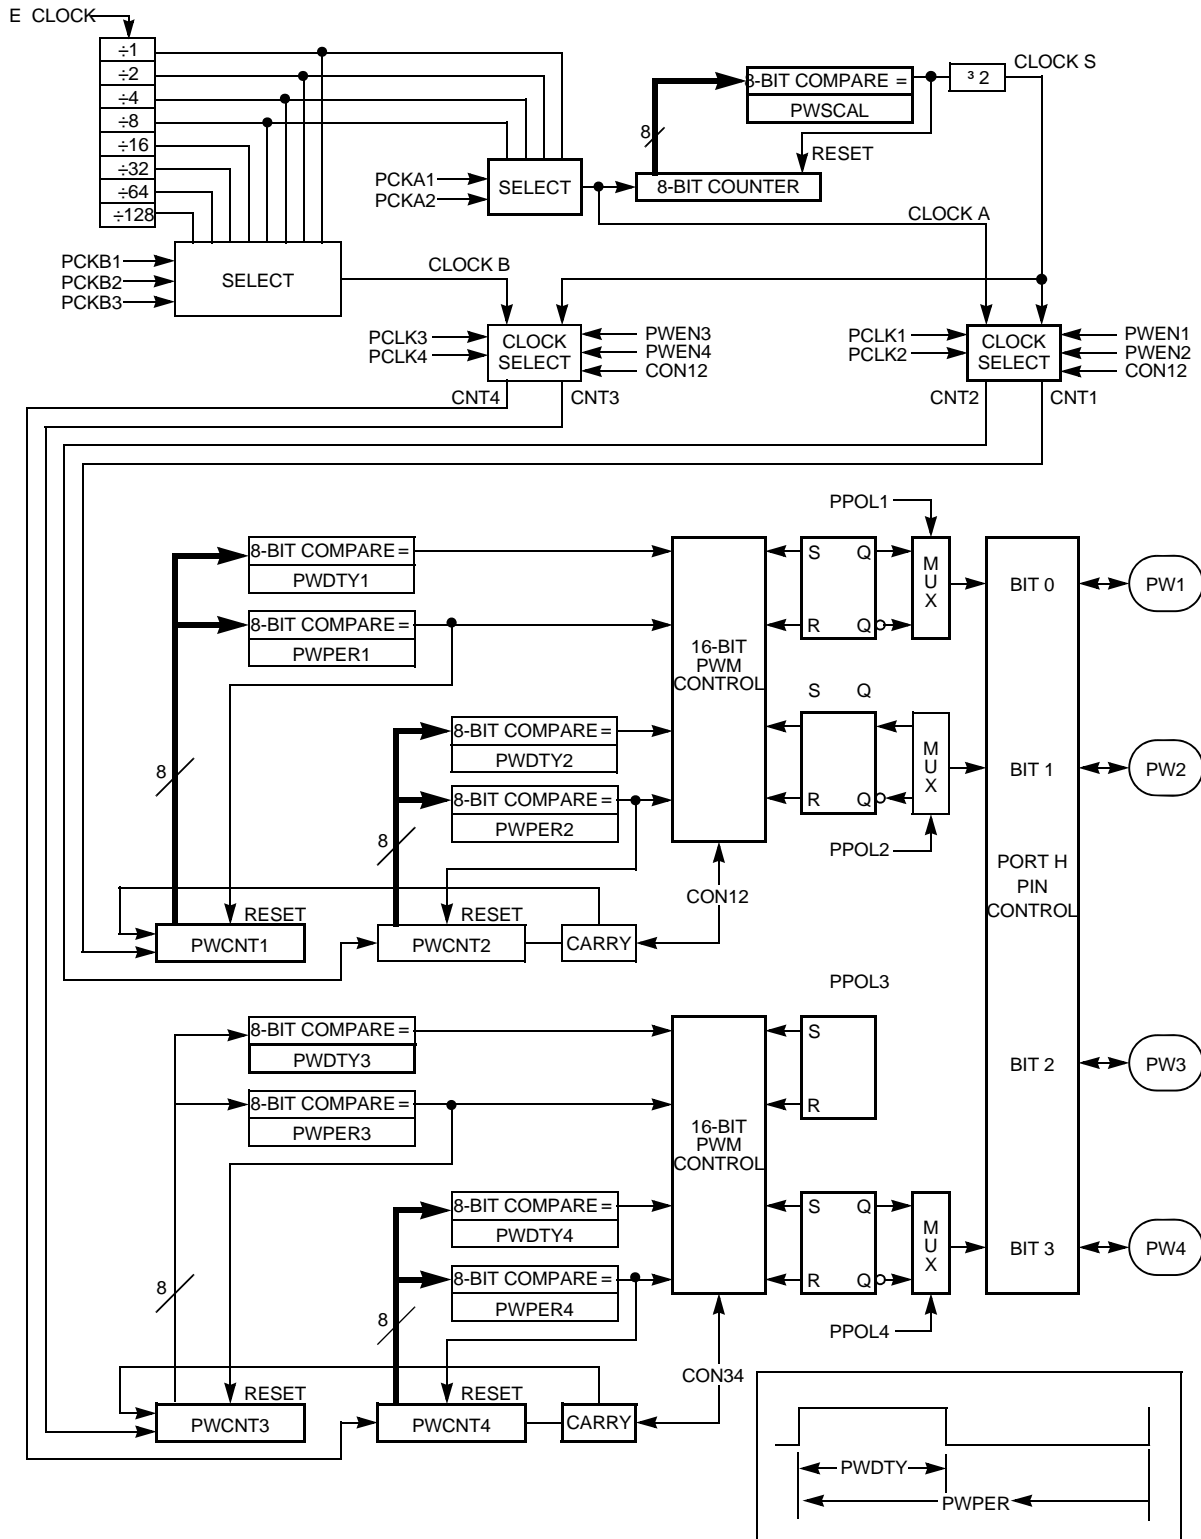 E CLOCK
÷1
÷2
÷4
÷8
÷16
÷32
÷64
÷128
8-BIT COMPARE =
PWSCAL
³ 2
CLOCK S
8
RESET
PCKA1
PCKA2
SELECT
8-BIT COUNTER
CLOCK A
PCKB1
PCKB2
PCKB3
SELECT
CLOCK B
PCLK3
PCLK4
CLOCK
SELECT
PWEN3
PWEN4
CON12
CNT4
CNT3
PCLK1
PCLK2
CLOCK
SELECT
PWEN1
PWEN2
CON12
CNT2
CNT1
PPOL1
8-BIT COMPARE =
PWDTY1
8-BIT COMPARE =
PWPER1
16-BIT
PWM
CONTROL
S Q
R Q
MUX
BIT 0
PW1
S Q
8-BIT COMPARE =
PWDTY2
8-BIT COMPARE =
PWPER2
8
8
R Q
MUX
BIT 1
PW2
PPOL2
PORT H
PIN
CONTROL
CON12
RESET
PWCNT1
RESET
PWCNT2
CARRY
PPOL3
8-BIT COMPARE =
PWDTY3
8-BIT COMPARE =
PWPER3
16-BIT
PWM
CONTROL
S
R
BIT 2
PW3
8-BIT COMPARE =
PWDTY4
8-BIT COMPARE =
PWPER4
8
8
S Q
R Q
MUX
BIT 3
PW4
PPOL4
CON34
RESET
PWCNT3
RESET
PWCNT4
CARRY
PWDTY
PWPER